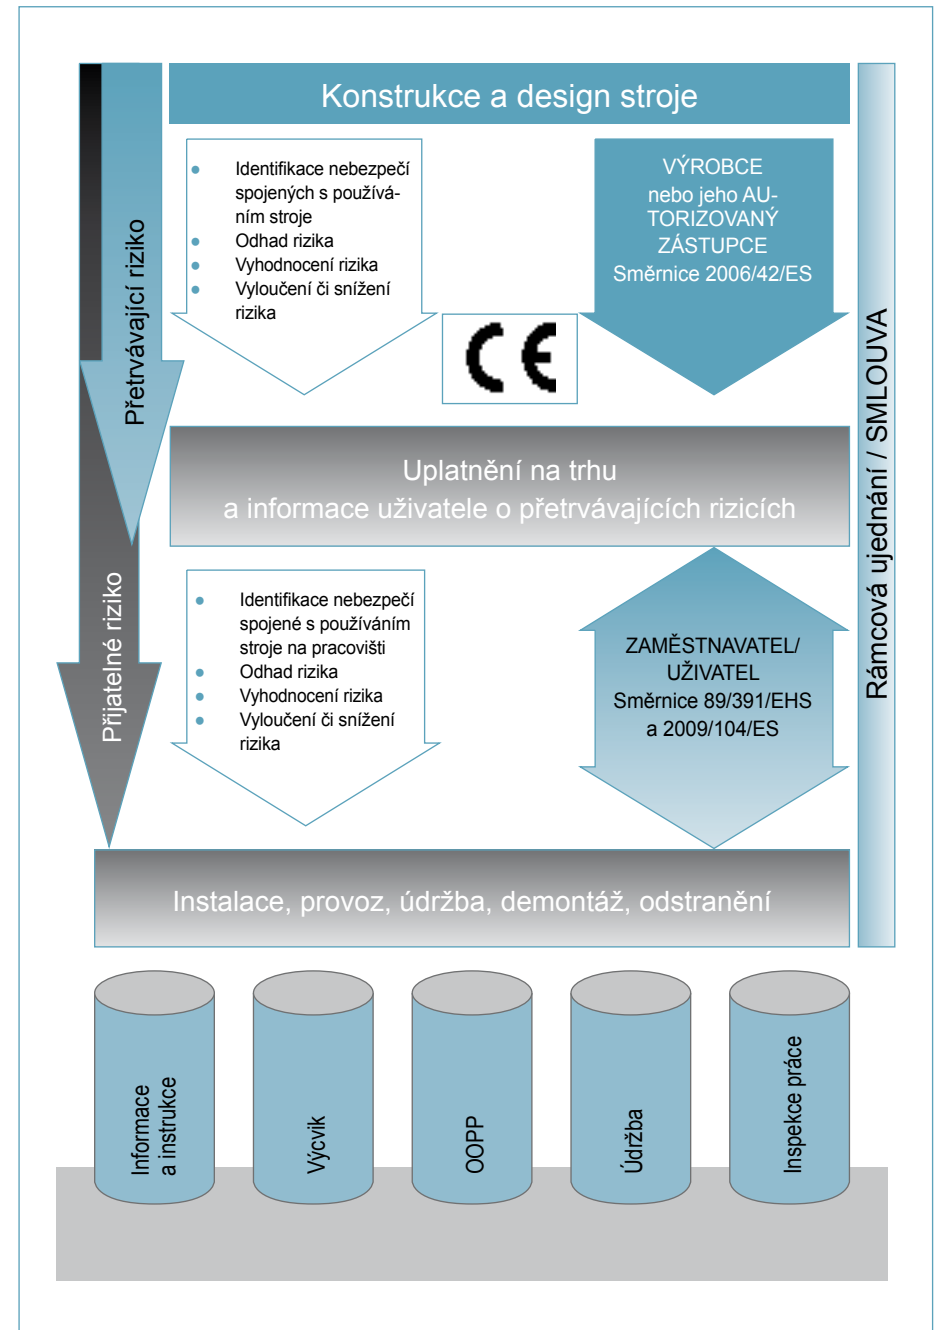 Konstrukce a design stroje
Přetrvávající riziko
Identifikace nebezpečí
spojených s používá-
ním stroje
Odhad rizika
Vyhodnocení rizika
Vyloučení či snížení
rizika
VÝROBCE
nebo jeho AU-
TORIZOVANÝ
ZÁSTUPCE
Směrnice 2006/42/ES
CE
Rámcová ujednání / SMLOUVA
Uplatnění na trhu
a informace uživatele o přetrvávajících rizicích
Přijatelné riziko
Identifikace nebezpečí
spojené s používáním
stroje na pracovišti
Odhad rizika
Vyhodnocení rizika
Vyloučení či snížení
rizika
ZAMĚSTNAVATEL/
UŽIVATEL
Směrnice 89/391/EHS
a 2009/104/ES
Instalace, provoz, údržba, demontáž, odstranění
Informace
a instrukce
Výcvik
OOPP
Údržba
Inspekce práce